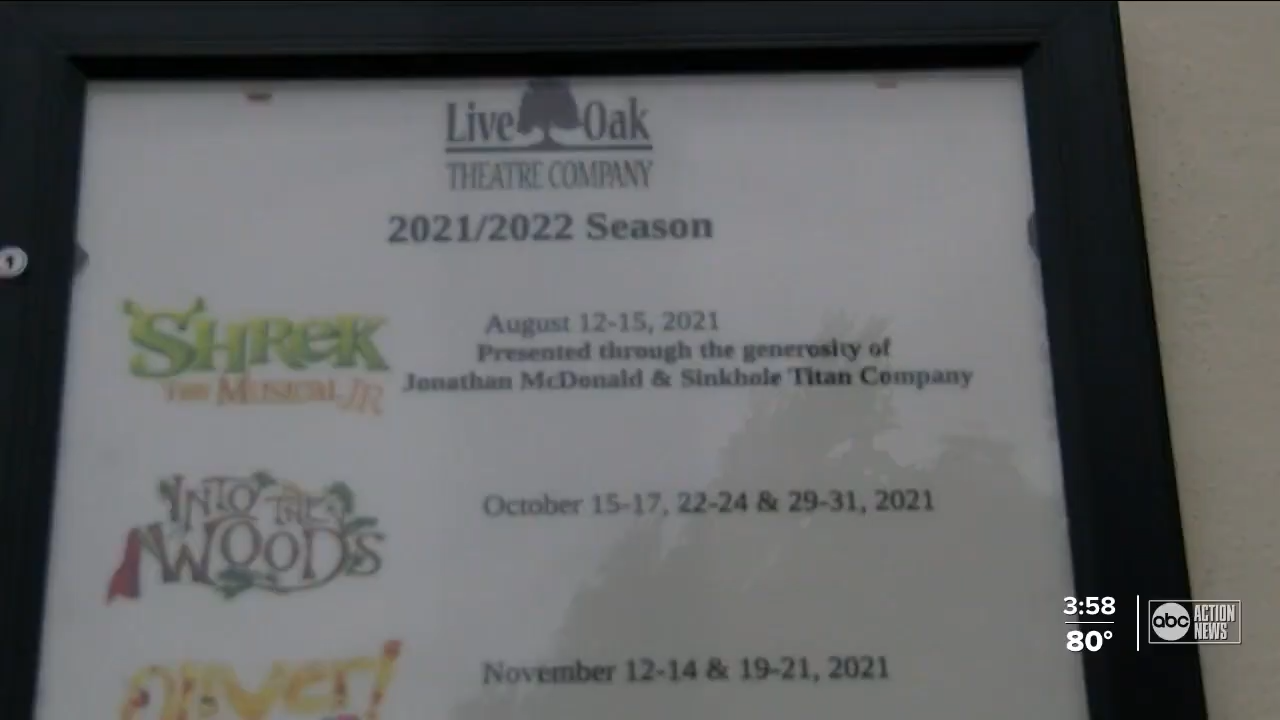 Live Oak
THEATRE COMPANY
2021/2022 Season
SHREK
THE MUSICAL JR
August 12-15, 2021
Presented through the generosity of
Jonathan McDonald & Sinkhole Titan Company
INTO THE
WOODS
October 15-17, 22-24 & 29-31, 2021
Oliver!
November 12-14 & 19-21, 2021
3:58
80°
abc ACTION
NEWS